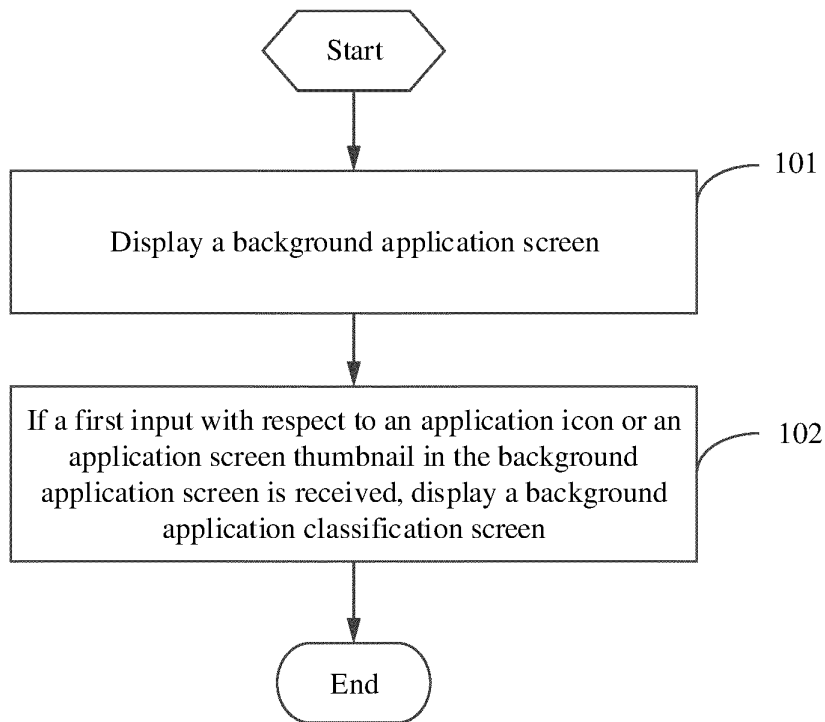 Start
101
Display a background application screen
If a first input with respect to an application icon or an
application screen thumbnail in the background
application screen is received, display a background
application classification screen
102
End